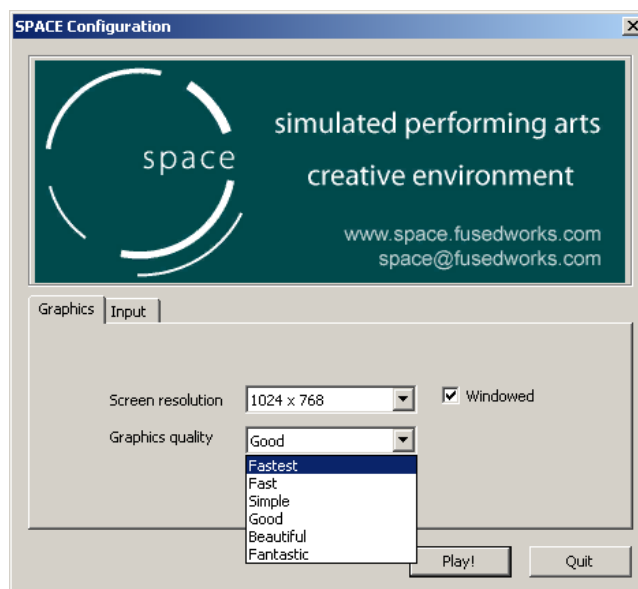 SPACE Configuration
space
simulated performing arts
creative environment
www.space.fusedworks.com
space@fusedworks.com
Graphics
Input
Screen resolution
1024 x 768
Windowed
Graphics quality
Good
Fastest
Fast
Simple
Good
Beautiful
Fantastic
Play!
Quit